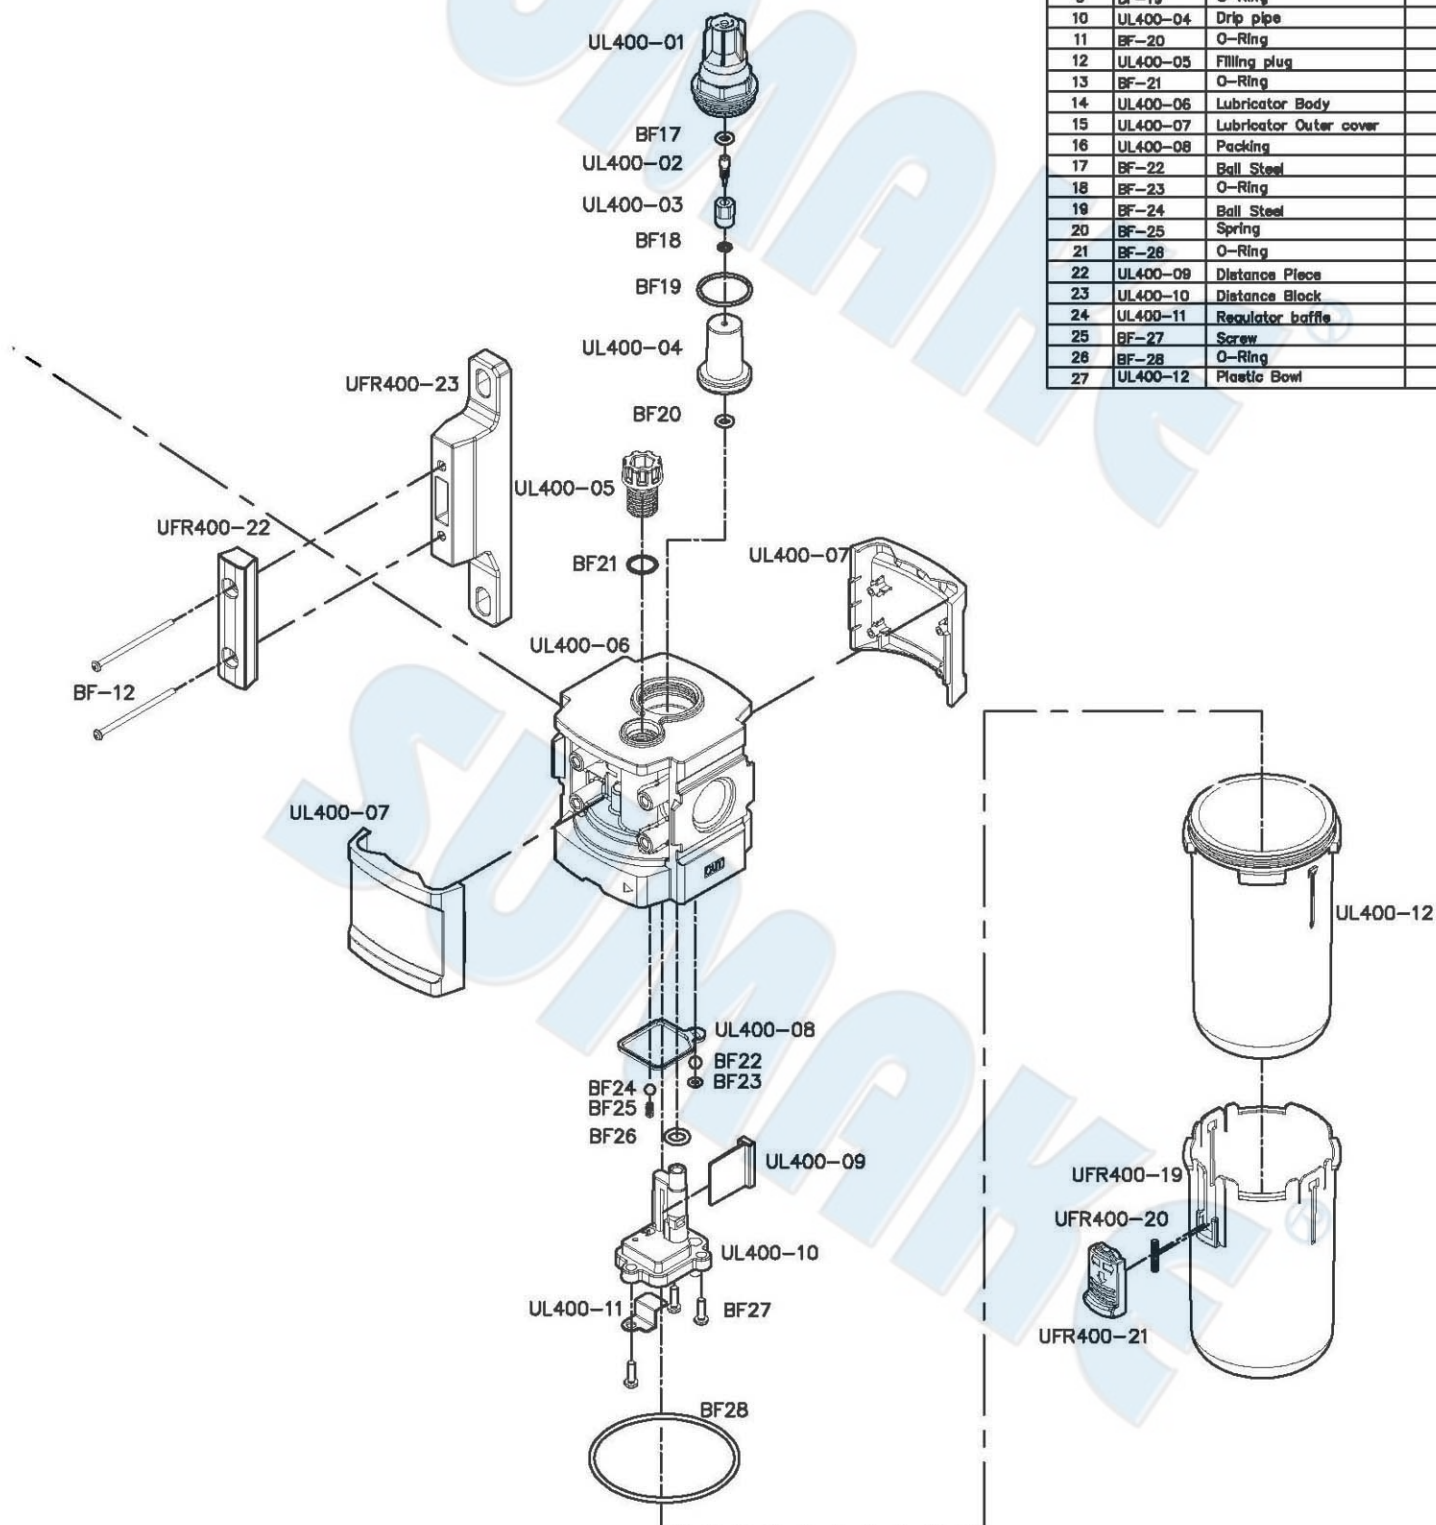 9 BF-19 O-Ring
10 UL400-04 Drip pipe
11 BF-20 O-Ring
12 UL400-05 Filling plug
13 BF-21 O-Ring
14 UL400-06 Lubricator Body
15 UL400-07 Lubricator Outer cover
16 UL400-08 Packing
17 BF-22 Ball Steel
18 BF-23 O-Ring
19 BF-24 Ball Steel
20 BF-25 Spring
21 BF-26 O-Ring
22 UL400-09 Distance Piece
23 UL400-10 Distance Block
24 UL400-11 Regulator baffle
25 BF-27 Screw
26 BF-28 O-Ring
27 UL400-12 Plastic Bowl
UL400-01
BF17
UL400-02
UL400-03
BF18
BF19
UL400-04
UFR400-23
BF20
UL400-05
UFR400-22
BF21
UL400-07
UL400-06
BF-12
UL400-07
OUT
UL400-12
UL400-08
BF22
BF23
BF24
BF25
BF26
UL400-09
UFR400-19
UFR400-20
UL400-10
UL400-11
BF27
UFR400-21
BF28
SUMAKE®
SUMAKE®